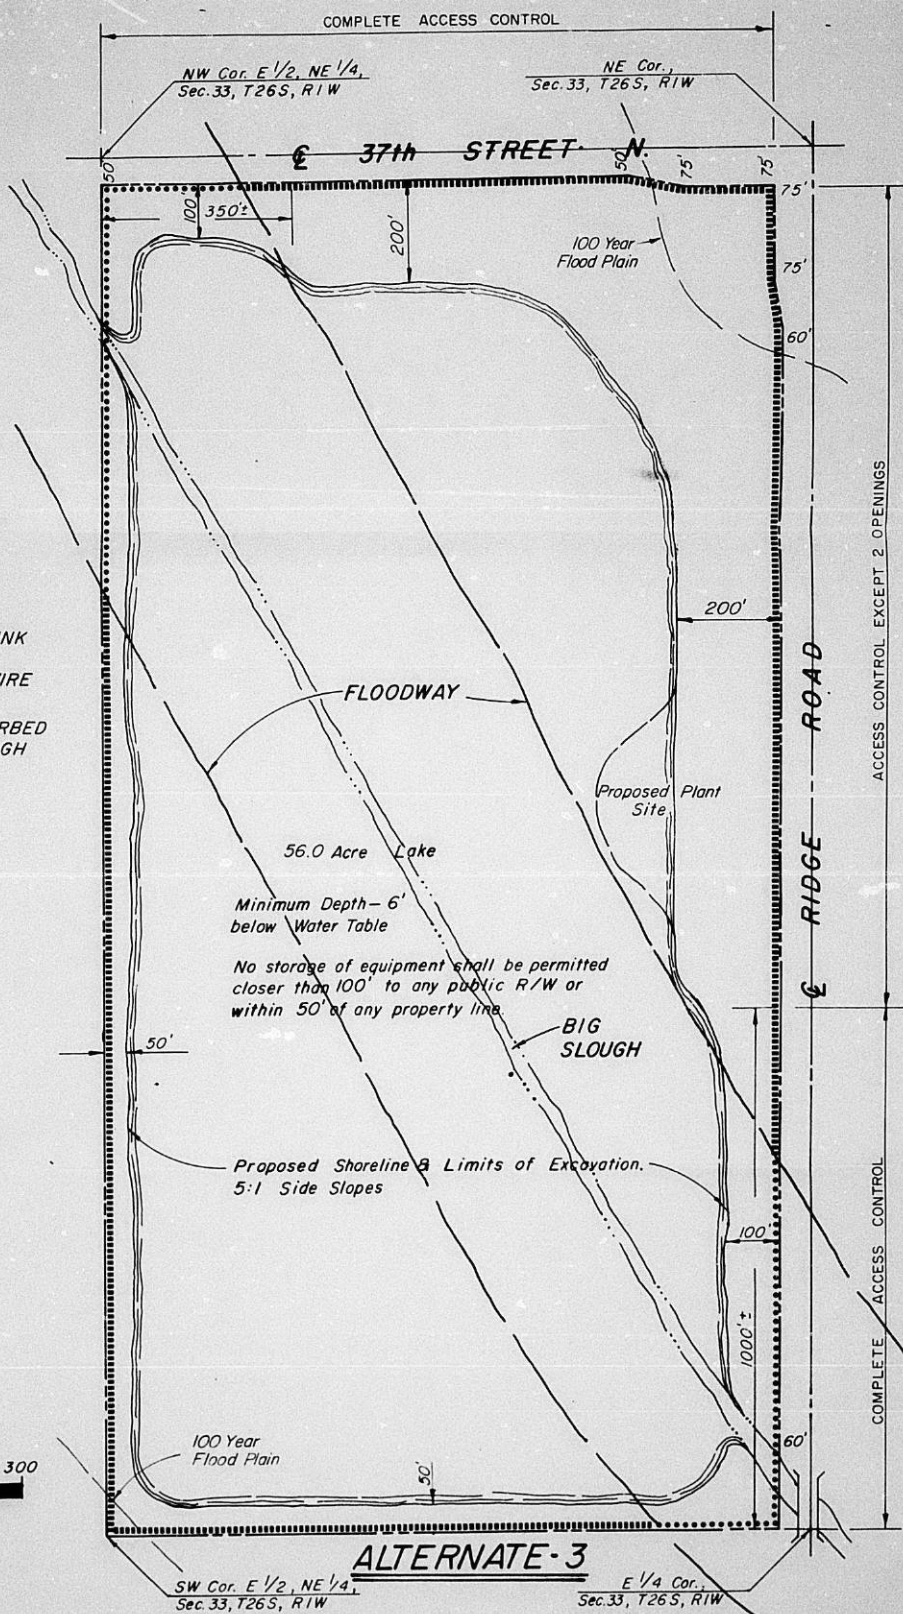 COMPLETE ACCESS CONTROL
NW Cor. E 1/2, NE 1/4,
Sec. 33, T26S, R1W
NE Cor.,
Sec. 33, T26S, R1W
℄ 37th STREET N.
50'
50'
75'
75'
75'
100'
350'±
200'
100 Year
Flood Plain
75'
60'
ACCESS CONTROL EXCEPT 2 OPENINGS
200'
FLOODWAY
℄ RIDGE ROAD
NK
IRE
RBED
GH
Proposed Plant
Site
56.0 Acre Lake
Minimum Depth – 6'
below Water Table
No storage of equipment shall be permitted
closer than 100' to any public R/W or
within 50' of any property line.
BIG
SLOUGH
50'
Proposed Shoreline & Limits of Excavation.
5:1 Side Slopes
100'
1000'±
COMPLETE ACCESS CONTROL
100 Year
Flood Plain
300
50'
60'
ALTERNATE-3
SW Cor. E 1/2, NE 1/4,
Sec. 33, T26S, R1W
E 1/4 Cor.,
Sec. 33, T26S, R1W